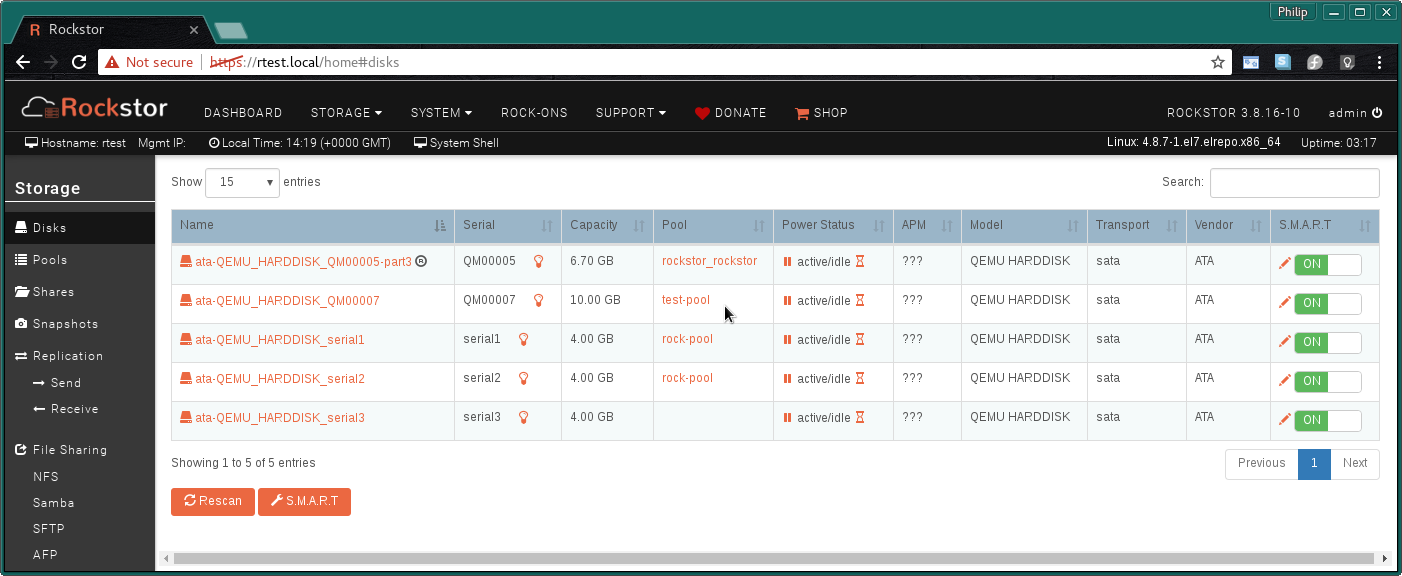 Philip
R Rockstor
Not secure https://rtest.local/home#disks
Rockstor DASHBOARD STORAGE SYSTEM ROCK-ONS SUPPORT DONATE SHOP ROCKSTOR 3.8.16-10 admin
Hostname: rtest Mgmt IP: Local Time: 14:19 (+0000 GMT) System Shell Linux: 4.8.7-1.el7.elrepo.x86_64 Uptime: 03:17
Storage
Disks
Pools
Shares
Snapshots
Replication
Send
Receive
File Sharing
NFS
Samba
SFTP
AFP
Show 15 entries Search:
Name Serial Capacity Pool Power Status APM Model Transport Vendor S.M.A.R.T
ata-QEMU_HARDDISK_QM00005-part3 ® QM00005 6.70 GB rockstor_rockstor active/idle ??? QEMU HARDDISK sata ATA ON
ata-QEMU_HARDDISK_QM00007 QM00007 10.00 GB test-pool active/idle ??? QEMU HARDDISK sata ATA ON
ata-QEMU_HARDDISK_serial1 serial1 4.00 GB rock-pool active/idle ??? QEMU HARDDISK sata ATA ON
ata-QEMU_HARDDISK_serial2 serial2 4.00 GB rock-pool active/idle ??? QEMU HARDDISK sata ATA ON
ata-QEMU_HARDDISK_serial3 serial3 4.00 GB active/idle ??? QEMU HARDDISK sata ATA ON
Showing 1 to 5 of 5 entries Previous 1 Next
Rescan S.M.A.R.T